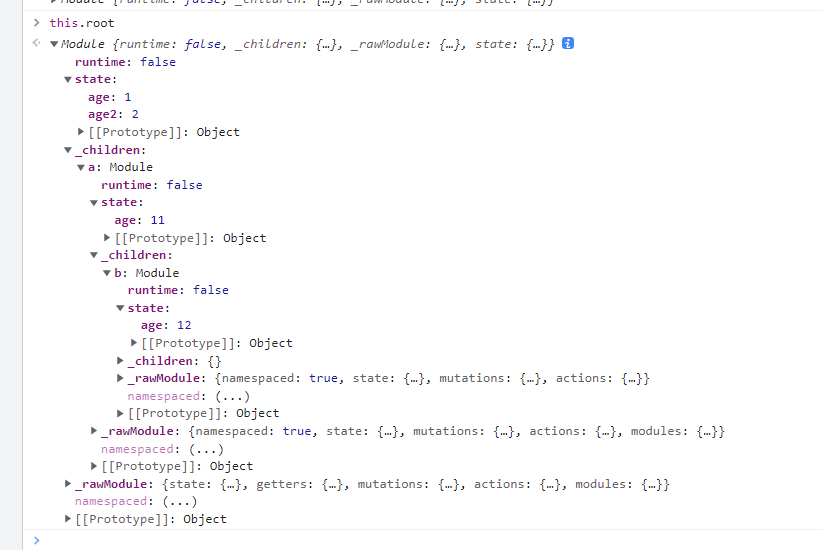 Module {runtime: false, _children: {…}, _rawModule: {…}, state: {…}}
this.root
Module {runtime: false, _children: {…}, _rawModule: {…}, state: {…}} i
runtime: false
state:
age: 1
age2: 2
[[Prototype]]: Object
_children:
a: Module
runtime: false
state:
age: 11
[[Prototype]]: Object
_children:
b: Module
runtime: false
state:
age: 12
[[Prototype]]: Object
_children: {}
_rawModule: {namespaced: true, state: {…}, mutations: {…}, actions: {…}}
namespaced: (...)
[[Prototype]]: Object
_rawModule: {namespaced: true, state: {…}, mutations: {…}, actions: {…}, modules: {…}}
namespaced: (...)
[[Prototype]]: Object
_rawModule: {state: {…}, getters: {…}, mutations: {…}, actions: {…}, modules: {…}}
namespaced: (...)
[[Prototype]]: Object